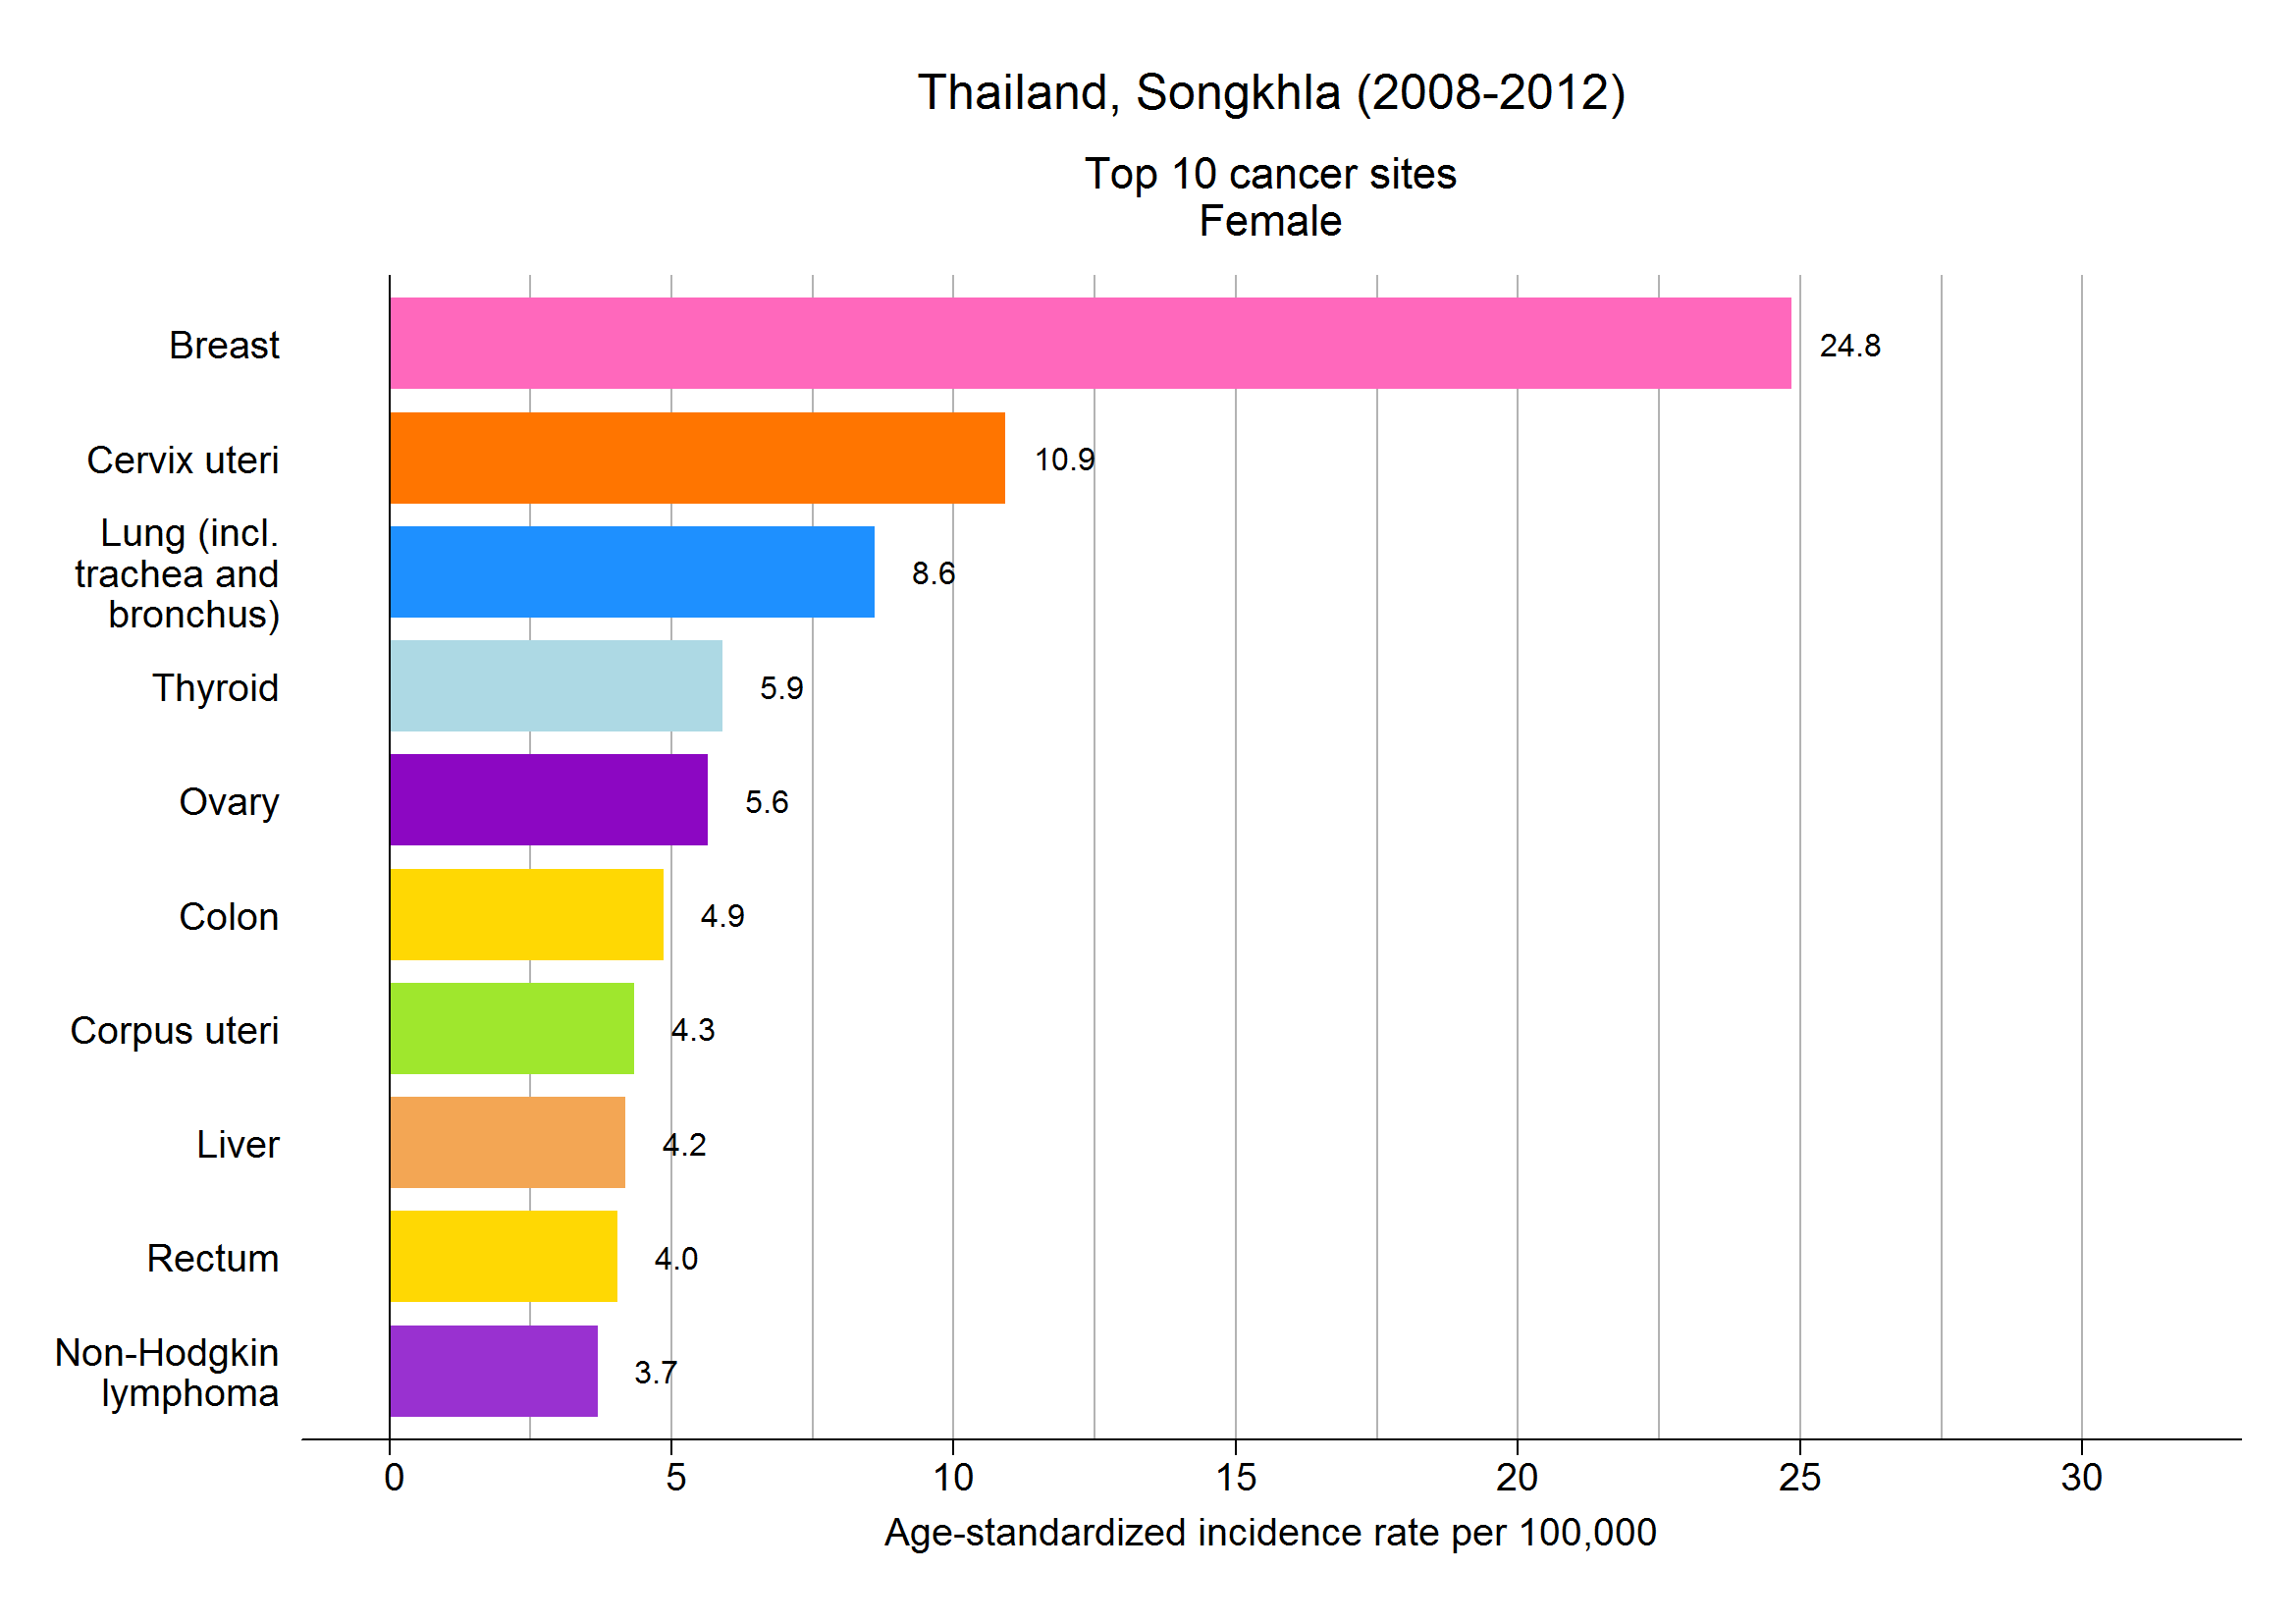 Thailand, Songkhla (2008-2012)
Top 10 cancer sites
Female
Breast
24.8
Cervix uteri
10.9
Lung (incl.
trachea and
bronchus)
8.6
Thyroid
5.9
Ovary
5.6
Colon
4.9
Corpus uteri
4.3
Liver
4.2
Rectum
4.0
Non-Hodgkin
lymphoma
3.7
0 5 10 15 20 25 30
Age-standardized incidence rate per 100,000